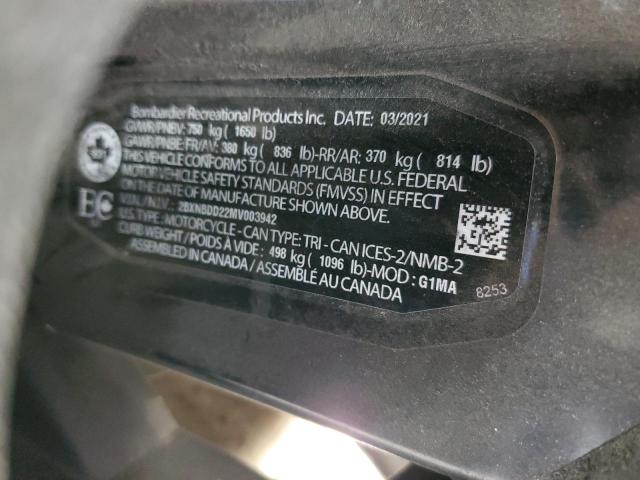 Bombardier Recreational Products Inc. DATE: 03/2021
GVWR/PNBV: 750 kg ( 1650 lb)
GAWR/PNBE: FR/AV: 380 kg ( 836 lb)-RR/AR: 370 kg ( 814 lb)
THIS VEHICLE CONFORMS TO ALL APPLICABLE U.S. FEDERAL
MOTOR VEHICLE SAFETY STANDARDS (FMVSS) IN EFFECT
ON THE DATE OF MANUFACTURE SHOWN ABOVE.
V.I.N. / N.I.V.: 2BXNBDD22MV003942
U.S. TYPE: MOTORCYCLE - CAN TYPE: TRI - CAN ICES-2/NMB-2
CURB WEIGHT / POIDS À VIDE : 498 kg ( 1096 lb)-MOD : G1MA
ASSEMBLED IN CANADA / ASSEMBLÉ AU CANADA
8253